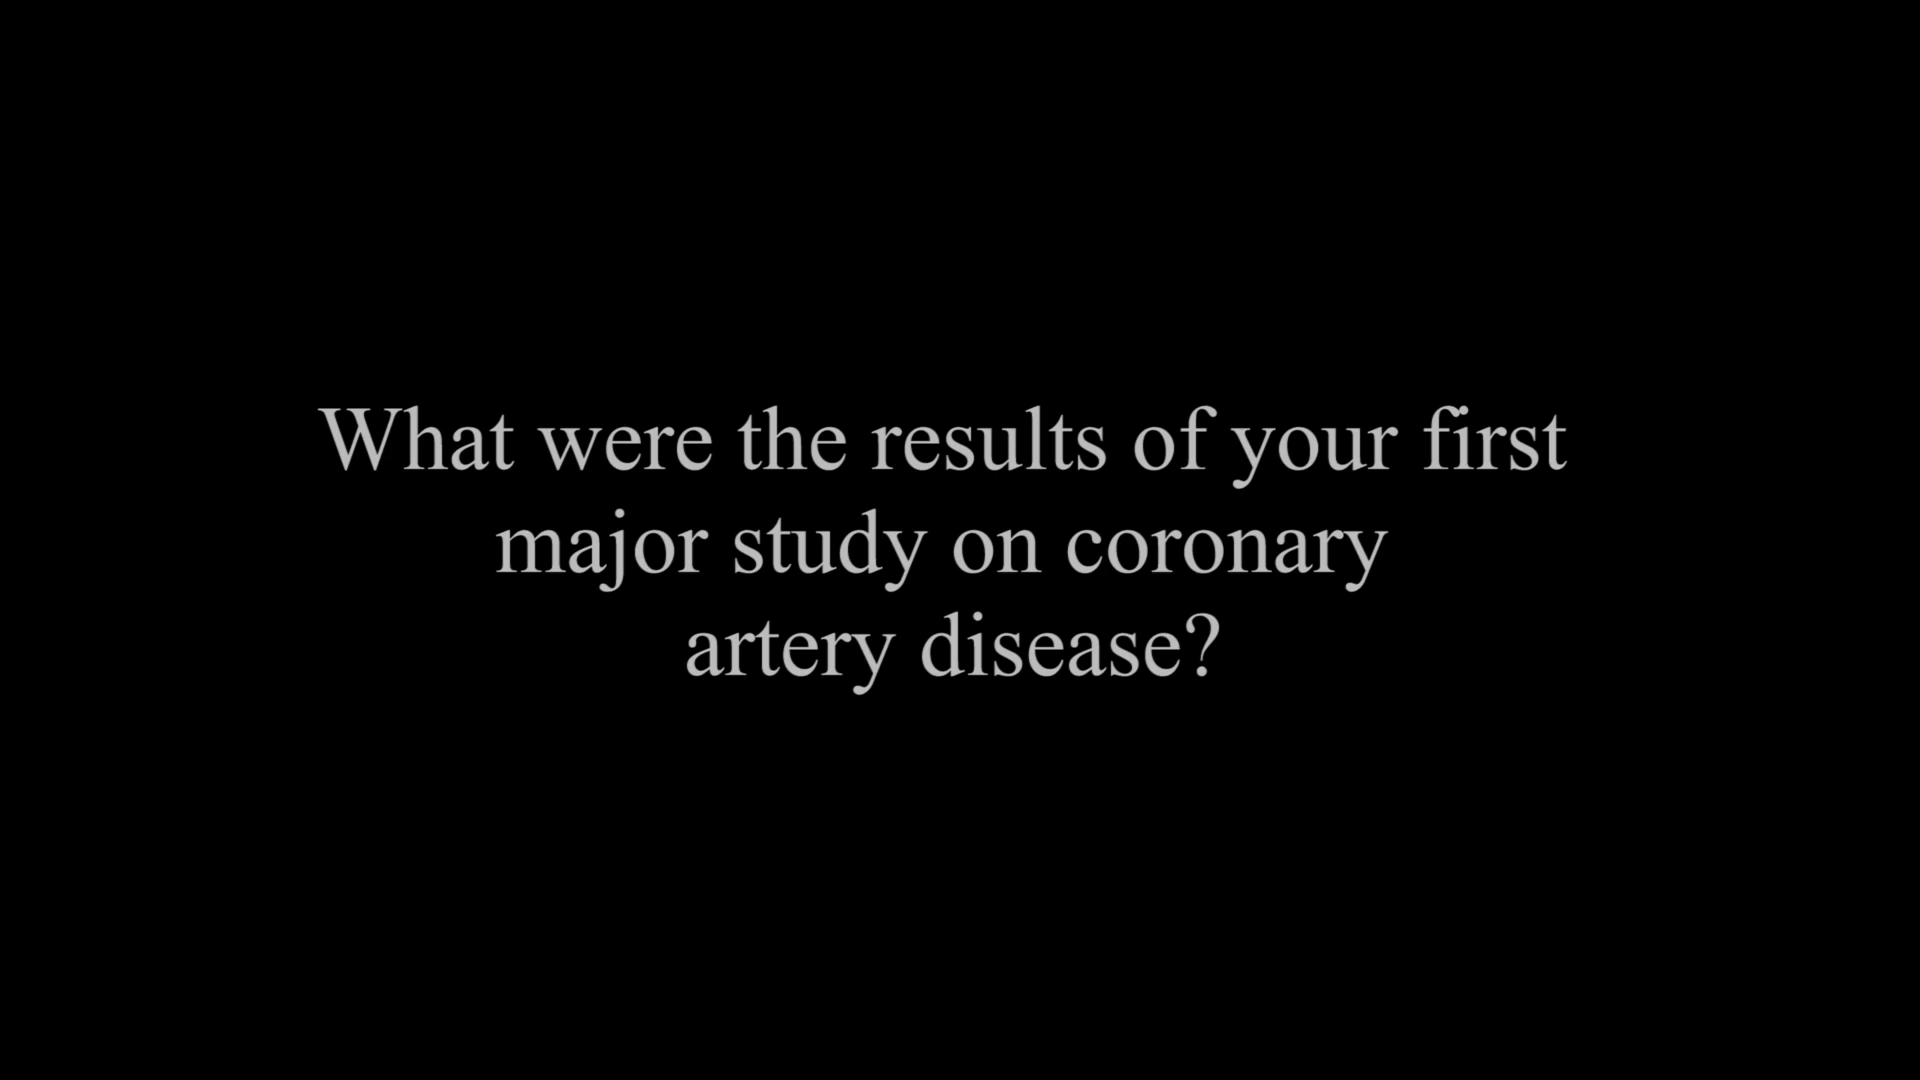 What were the results of your first
major study on coronary
artery disease?